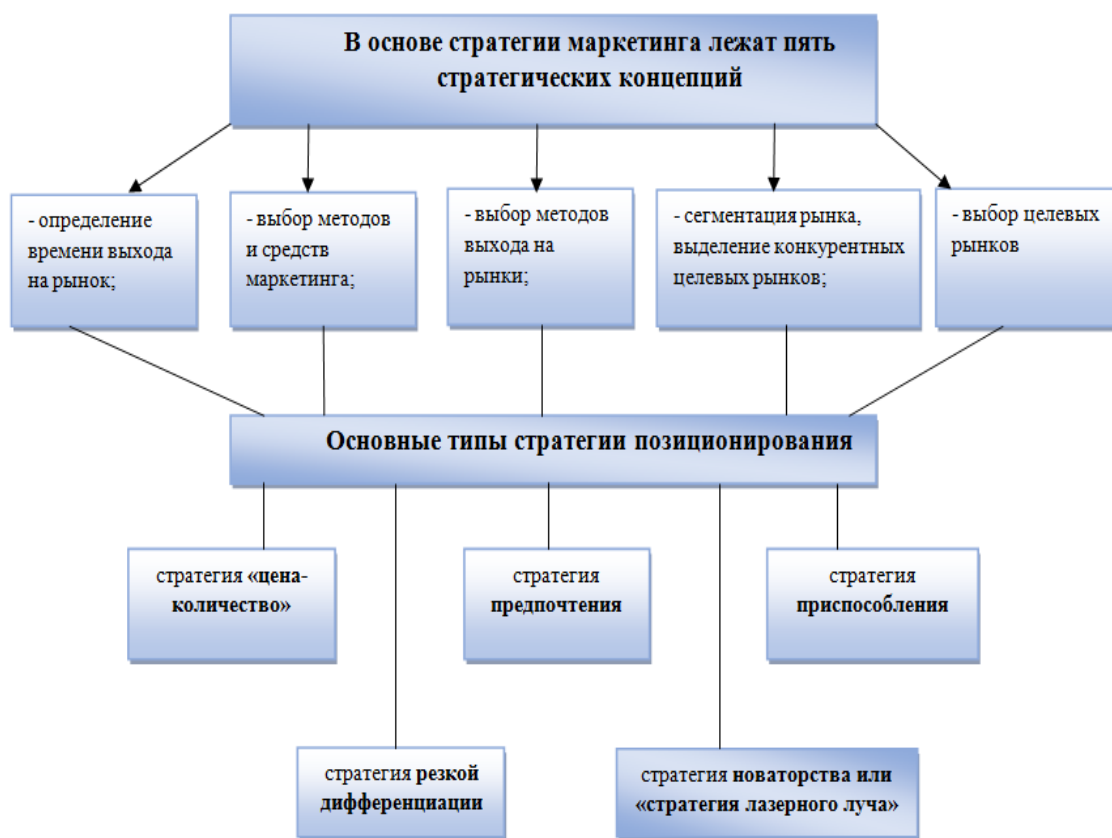 В основе стратегии маркетинга лежат пять
стратегических концепций
- определение
времени выхода
на рынок;
- выбор методов
и средств
маркетинга;
- выбор методов
выхода на
рынки;
- сегментация рынка,
выделение конкурентных
целевых рынков;
- выбор целевых
рынков
Основные типы стратегии позиционирования
стратегия «цена-
количество»
стратегия
предпочтения
стратегия
приспособления
стратегия резкой
дифференциации
стратегия новаторства или
«стратегия лазерного луча»